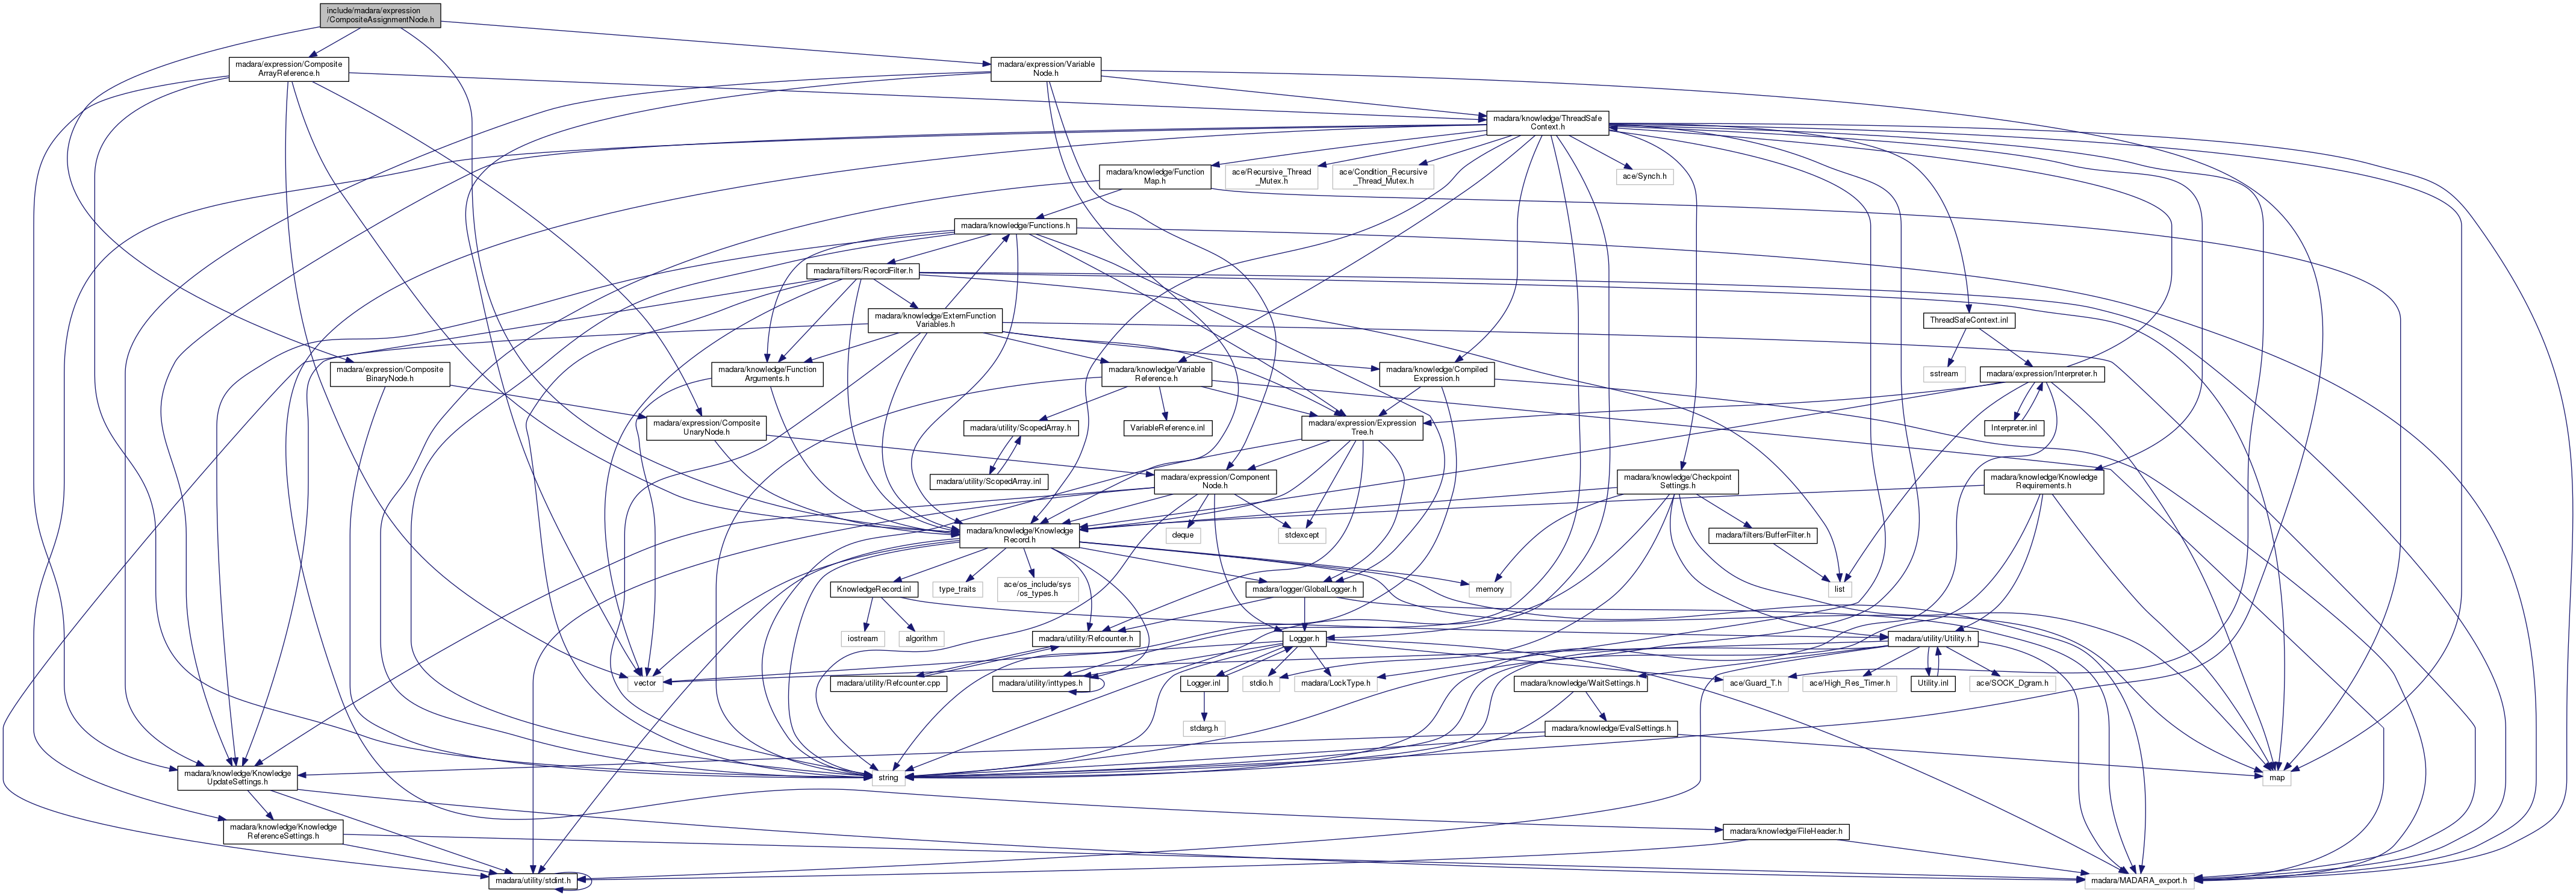 include/madara/expression
/CompositeAssignmentNode.h
madara/expression/Composite
ArrayReference.h
madara/expression/Variable
Node.h
madara/knowledge/ThreadSafe
Context.h
madara/knowledge/Function
Map.h
ace/Recursive_Thread
_Mutex.h
ace/Condition_Recursive
_Thread_Mutex.h
ace/Synch.h
madara/knowledge/Functions.h
madara/filters/RecordFilter.h
madara/knowledge/ExternFunction
Variables.h
ThreadSafeContext.inl
madara/expression/Composite
BinaryNode.h
madara/knowledge/Function
Arguments.h
madara/knowledge/Variable
Reference.h
madara/knowledge/Compiled
Expression.h
sstream
madara/expression/Interpreter.h
madara/expression/Composite
UnaryNode.h
madara/utility/ScopedArray.h
VariableReference.inl
madara/expression/Expression
Tree.h
Interpreter.inl
madara/utility/ScopedArray.inl
madara/expression/Component
Node.h
madara/knowledge/Checkpoint
Settings.h
madara/knowledge/Knowledge
Requirements.h
madara/knowledge/Knowledge
Record.h
deque
stdexcept
madara/filters/BufferFilter.h
KnowledgeRecord.inl
type_traits
ace/os_include/sys
/os_types.h
madara/logger/GlobalLogger.h
memory
list
iostream
algorithm
madara/utility/Refcounter.h
Logger.h
madara/utility/Utility.h
vector
madara/utility/Refcounter.cpp
madara/utility/inttypes.h
Logger.inl
stdio.h
madara/LockType.h
madara/knowledge/WaitSettings.h
ace/Guard_T.h
ace/High_Res_Timer.h
Utility.inl
ace/SOCK_Dgram.h
stdarg.h
madara/knowledge/EvalSettings.h
madara/knowledge/Knowledge
UpdateSettings.h
string
map
madara/knowledge/Knowledge
ReferenceSettings.h
madara/knowledge/FileHeader.h
madara/utility/stdint.h
madara/MADARA_export.h